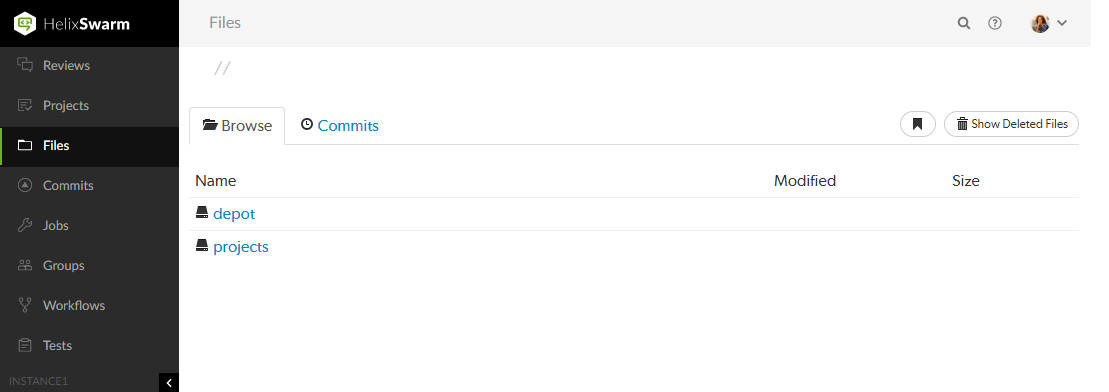 HelixSwarm
Files
Reviews
Projects
Files
Commits
Jobs
Groups
Workflows
Tests
INSTANCE1
//
Browse
Commits
Show Deleted Files
Name Modified Size
depot
projects